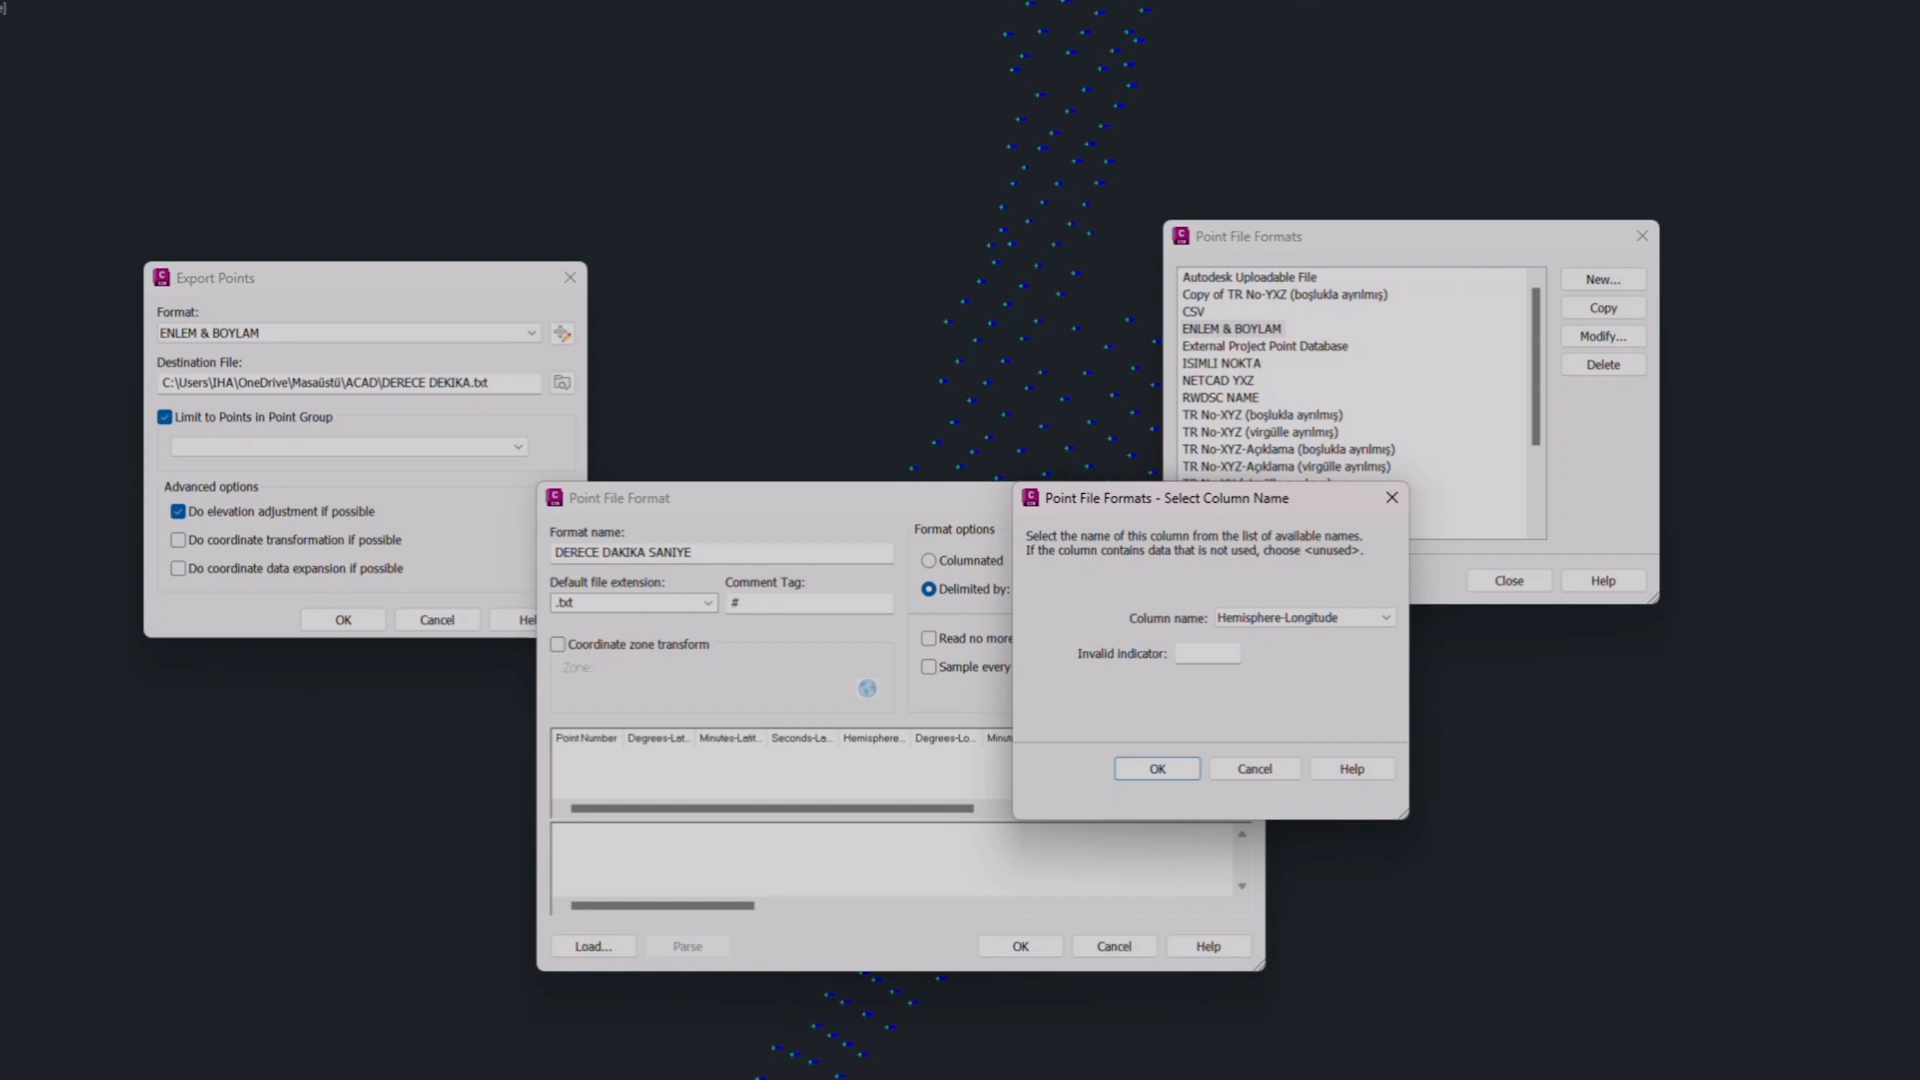 e]
Export Points
Format:
ENLEM & BOYLAM
Destination File:
C:\Users\IHA\OneDrive\Masaüstü\ACAD\DERECE DEKIKA.txt
Limit to Points in Point Group
Advanced options
Do elevation adjustment if possible
Do coordinate transformation if possible
Do coordinate data expansion if possible
OK
Cancel
Hel
Point File Formats
Autodesk Uploadable File
Copy of TR No-YXZ (boşlukla ayrılmış)
CSV
ENLEM & BOYLAM
External Project Point Database
ISIMLI NOKTA
NETCAD YXZ
RWDSC NAME
TR No-XYZ (boşlukla ayrılmış)
TR No-XYZ (virgülle ayrılmış)
TR No-XYZ-Açıklama (boşlukla ayrılmış)
TR No-XYZ-Açıklama (virgülle ayrılmış)
New...
Copy
Modify...
Delete
Close
Help
Point File Format
Format name:
DERECE DAKIKA SANIYE
Default file extension:
.txt
Comment Tag:
#
Coordinate zone transform
Zone:
Format options
Columnated
Delimited by:
Read no more
Sample every
Point Number Degrees-Lat... Minutes-Latit... Seconds-La... Hemisphere... Degrees-Lo... Minut
Load...
Parse
OK
Cancel
Help
Point File Formats - Select Column Name
Select the name of this column from the list of available names.
If the column contains data that is not used, choose <unused>.
Column name: Hemisphere-Longitude
Invalid indicator:
OK
Cancel
Help